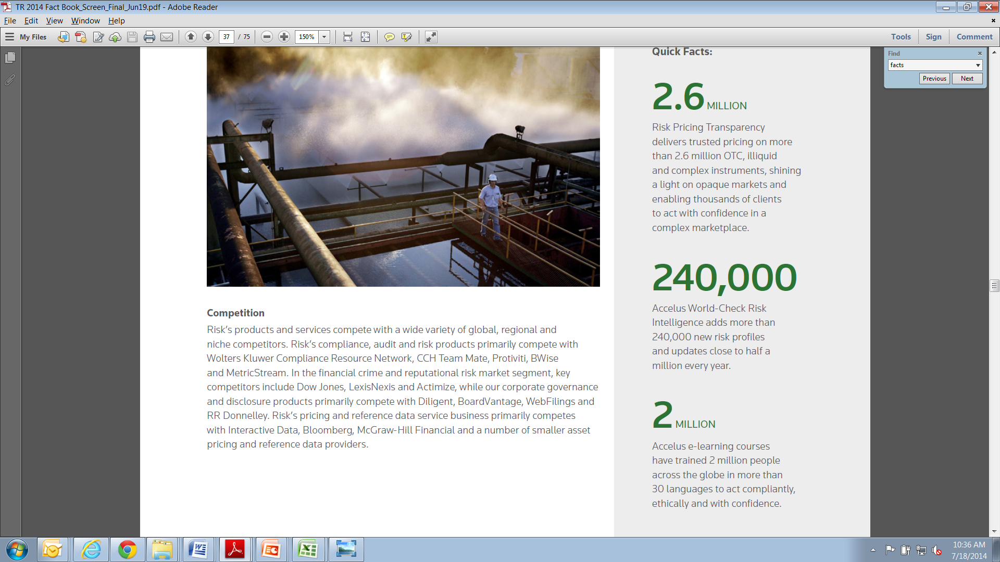 TR 2014 Fact Book_Screen_Final_Jun19.pdf - Adobe Reader
File Edit View Window Help
My Files 37 / 75 150% Tools Sign Comment
Find
facts
Previous Next
Competition
Risk’s products and services compete with a wide variety of global, regional and
niche competitors. Risk’s compliance, audit and risk products primarily compete with
Wolters Kluwer Compliance Resource Network, CCH Team Mate, Protiviti, BWise
and MetricStream. In the financial crime and reputational risk market segment, key
competitors include Dow Jones, LexisNexis and Actimize, while our corporate governance
and disclosure products primarily compete with Diligent, BoardVantage, WebFilings and
RR Donnelley. Risk’s pricing and reference data service business primarily competes
with Interactive Data, Bloomberg, McGraw-Hill Financial and a number of smaller asset
pricing and reference data providers.
Quick Facts:
2.6 MILLION
Risk Pricing Transparency
delivers trusted pricing on more
than 2.6 million OTC, illiquid
and complex instruments, shining
a light on opaque markets and
enabling thousands of clients
to act with confidence in a
complex marketplace.
240,000
Accelus World-Check Risk
Intelligence adds more than
240,000 new risk profiles
and updates close to half a
million every year.
2 MILLION
Accelus e-learning courses
have trained 2 million people
across the globe in more than
30 languages to act compliantly,
ethically and with confidence.
10:36 AM
7/18/2014